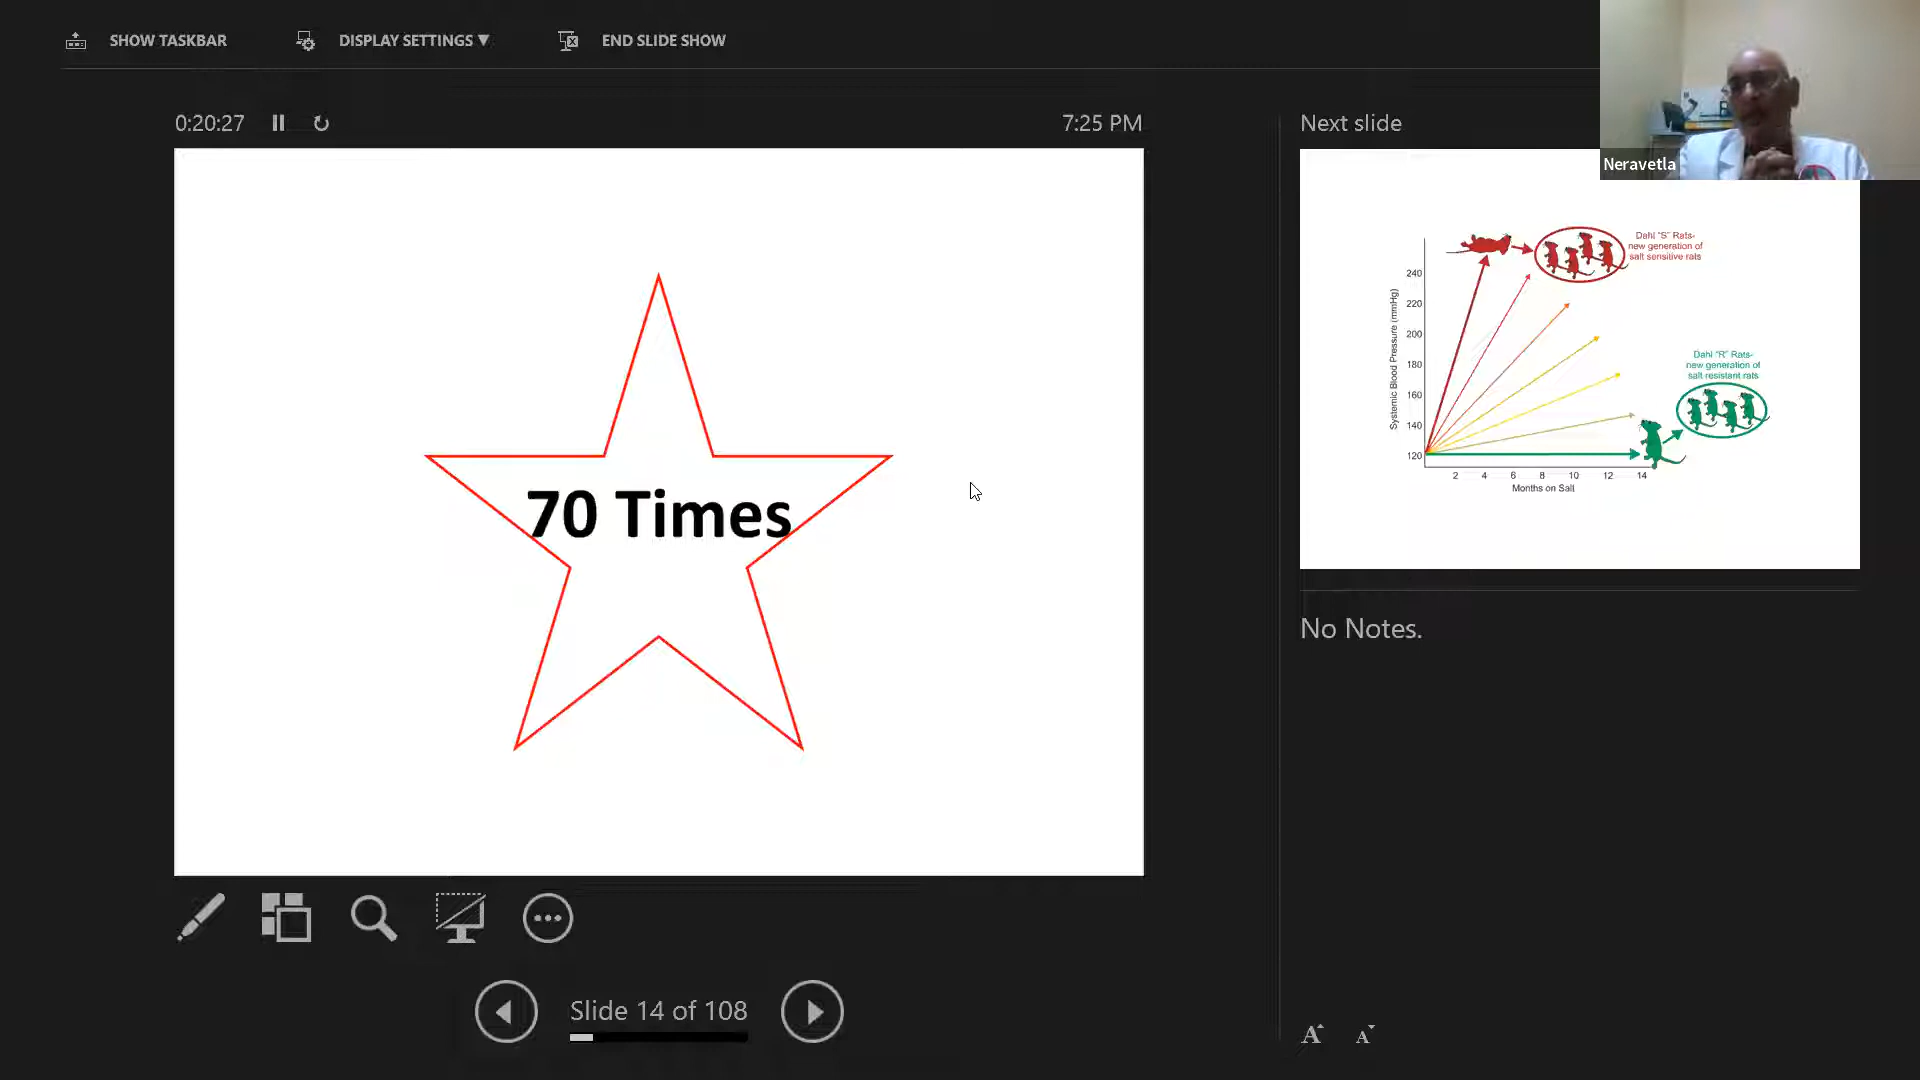 SHOW TASKBAR
DISPLAY SETTINGS ▼
END SLIDE SHOW
0:20:27
7:25 PM
70 Times
Slide 14 of 108
Next slide
Neravetla
Dahl "S" Rats-
new generation of
salt sensitive rats
Dahl "R" Rats-
new generation of
salt resistant rats
Systemic Blood Pressure (mmHg)
240
220
200
180
160
140
120
2 4 6 8 10 12 14
Months on Salt
No Notes.
A A